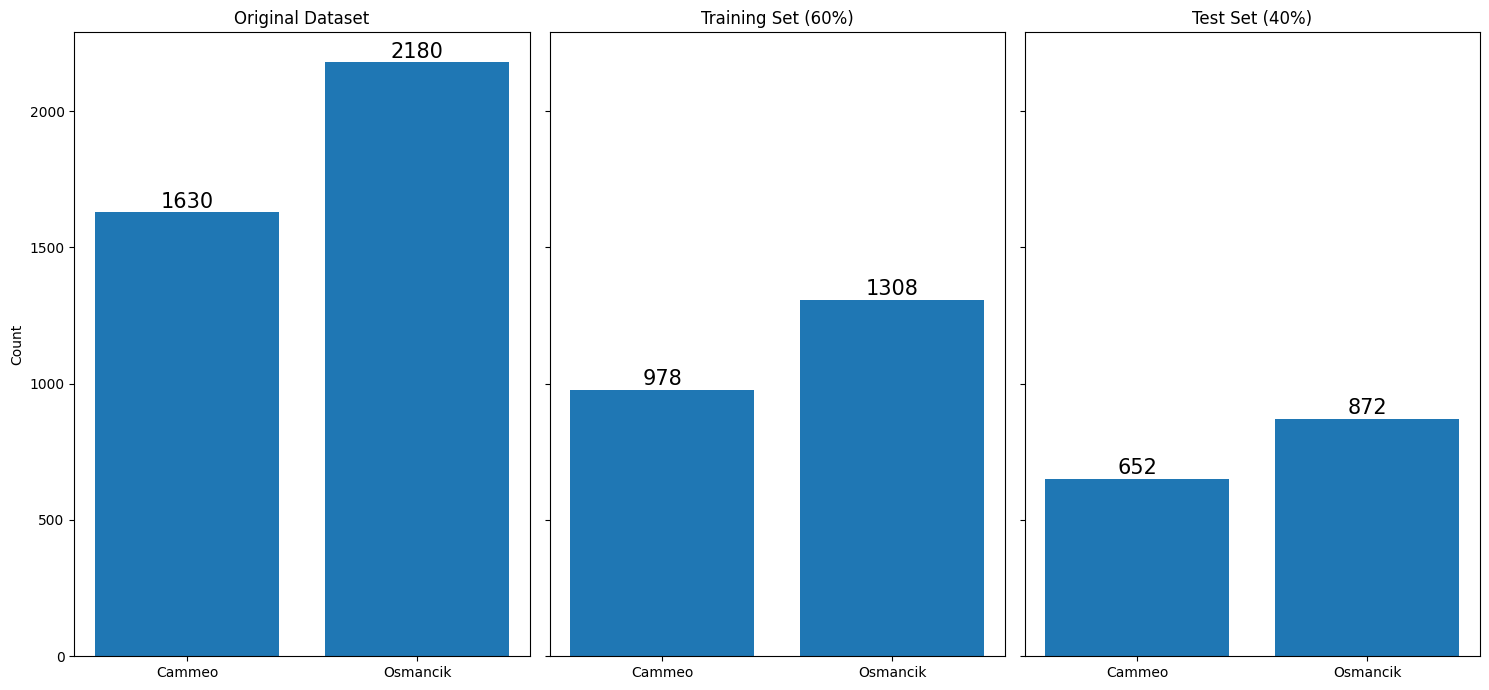 Original Dataset
Training Set (60%)
Test Set (40%)
Count
2000
1500
1000
500
0
1630
2180
Cammeo
Osmancik
978
1308
Cammeo
Osmancik
652
872
Cammeo
Osmancik